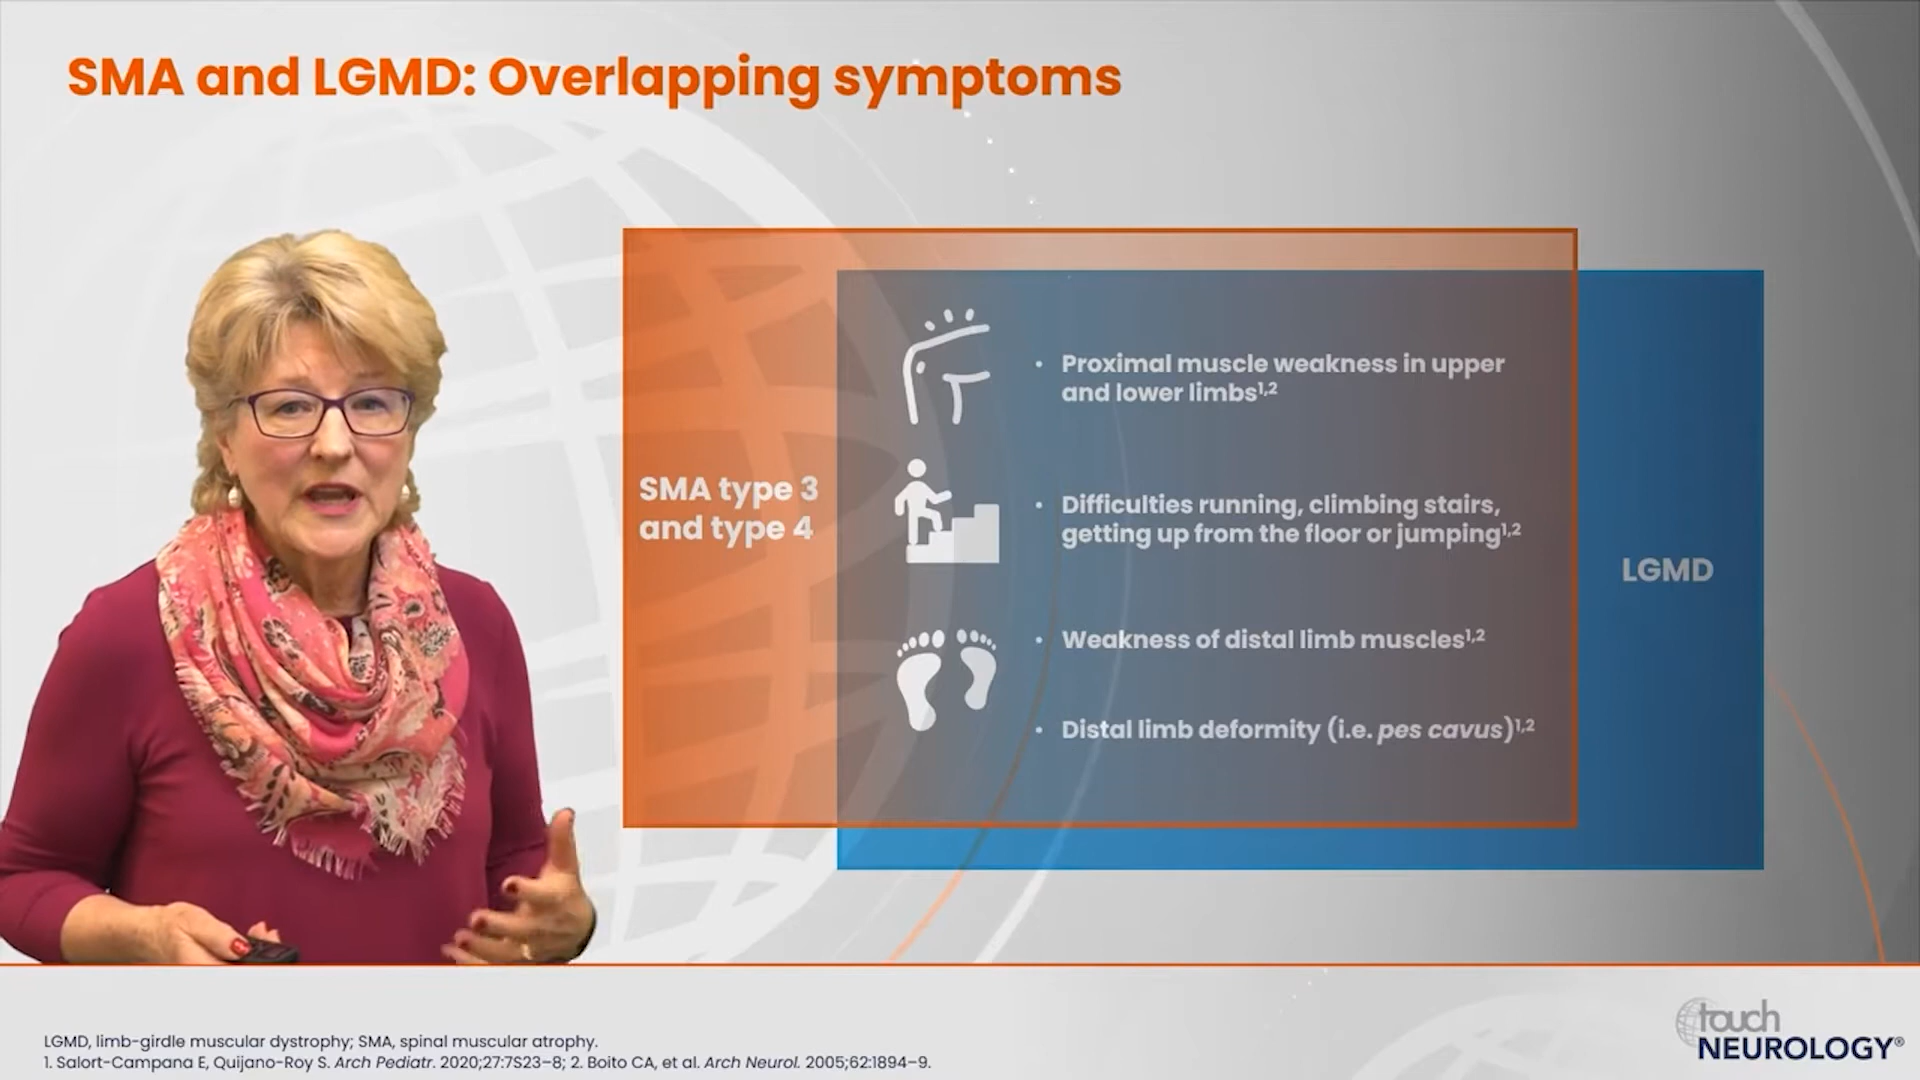 SMA and LGMD: Overlapping symptoms
SMA type 3
and type 4
• Proximal muscle weakness in upper
and lower limbs1,2
• Difficulties running, climbing stairs,
getting up from the floor or jumping1,2
• Weakness of distal limb muscles1,2
• Distal limb deformity (i.e. pes cavus)1,2
LGMD
LGMD, limb-girdle muscular dystrophy; SMA, spinal muscular atrophy.
1. Salort-Campana E, Quijano-Roy S. Arch Pediatr. 2020;27:7S23–8; 2. Boito CA, et al. Arch Neurol. 2005;62:1894–9.
touch
NEUROLOGY®